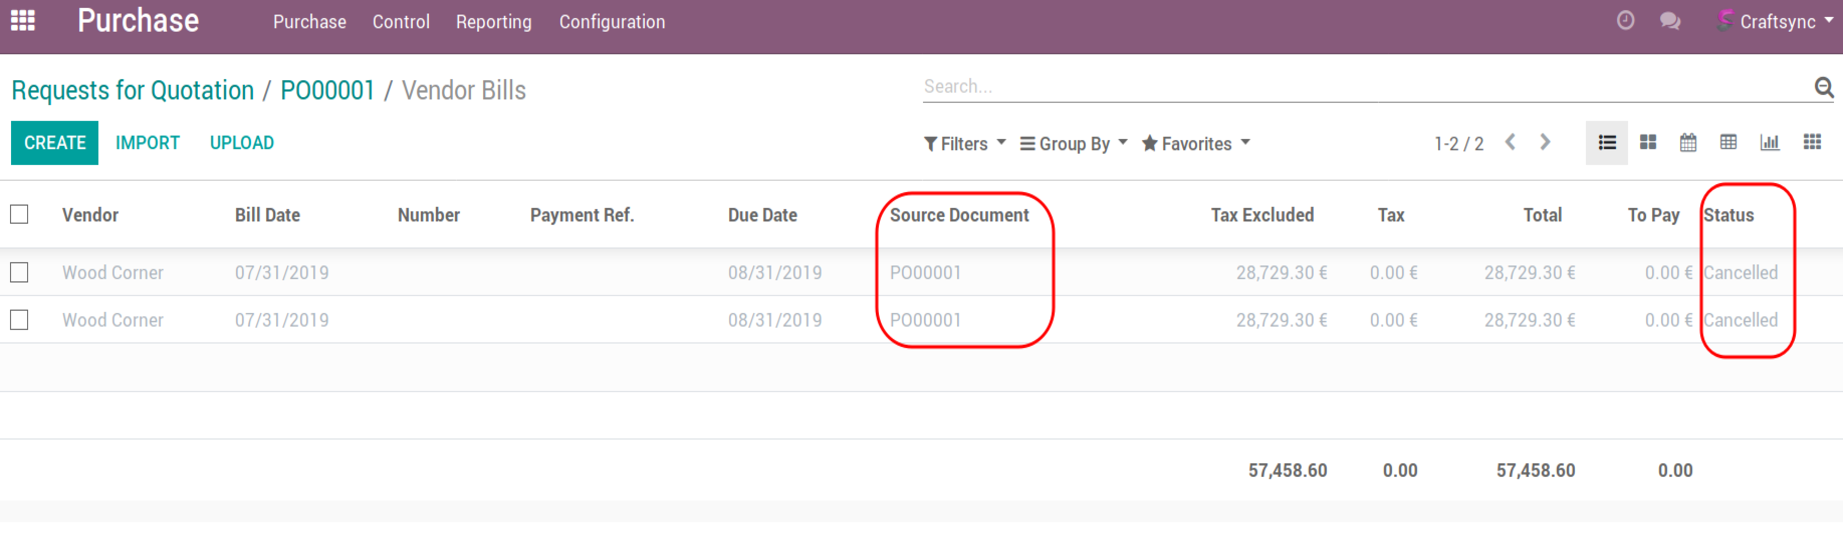 Purchase Purchase Control Reporting Configuration Craftsync
Requests for Quotation / PO00001 / Vendor Bills Search...
CREATE IMPORT UPLOAD Filters Group By Favorites 1-2 / 2
Vendor Bill Date Number Payment Ref. Due Date Source Document Tax Excluded Tax Total To Pay Status
Wood Corner 07/31/2019 08/31/2019 PO00001 28,729.30 € 0.00 € 28,729.30 € 0.00 € Cancelled
Wood Corner 07/31/2019 08/31/2019 PO00001 28,729.30 € 0.00 € 28,729.30 € 0.00 € Cancelled
57,458.60 0.00 57,458.60 0.00